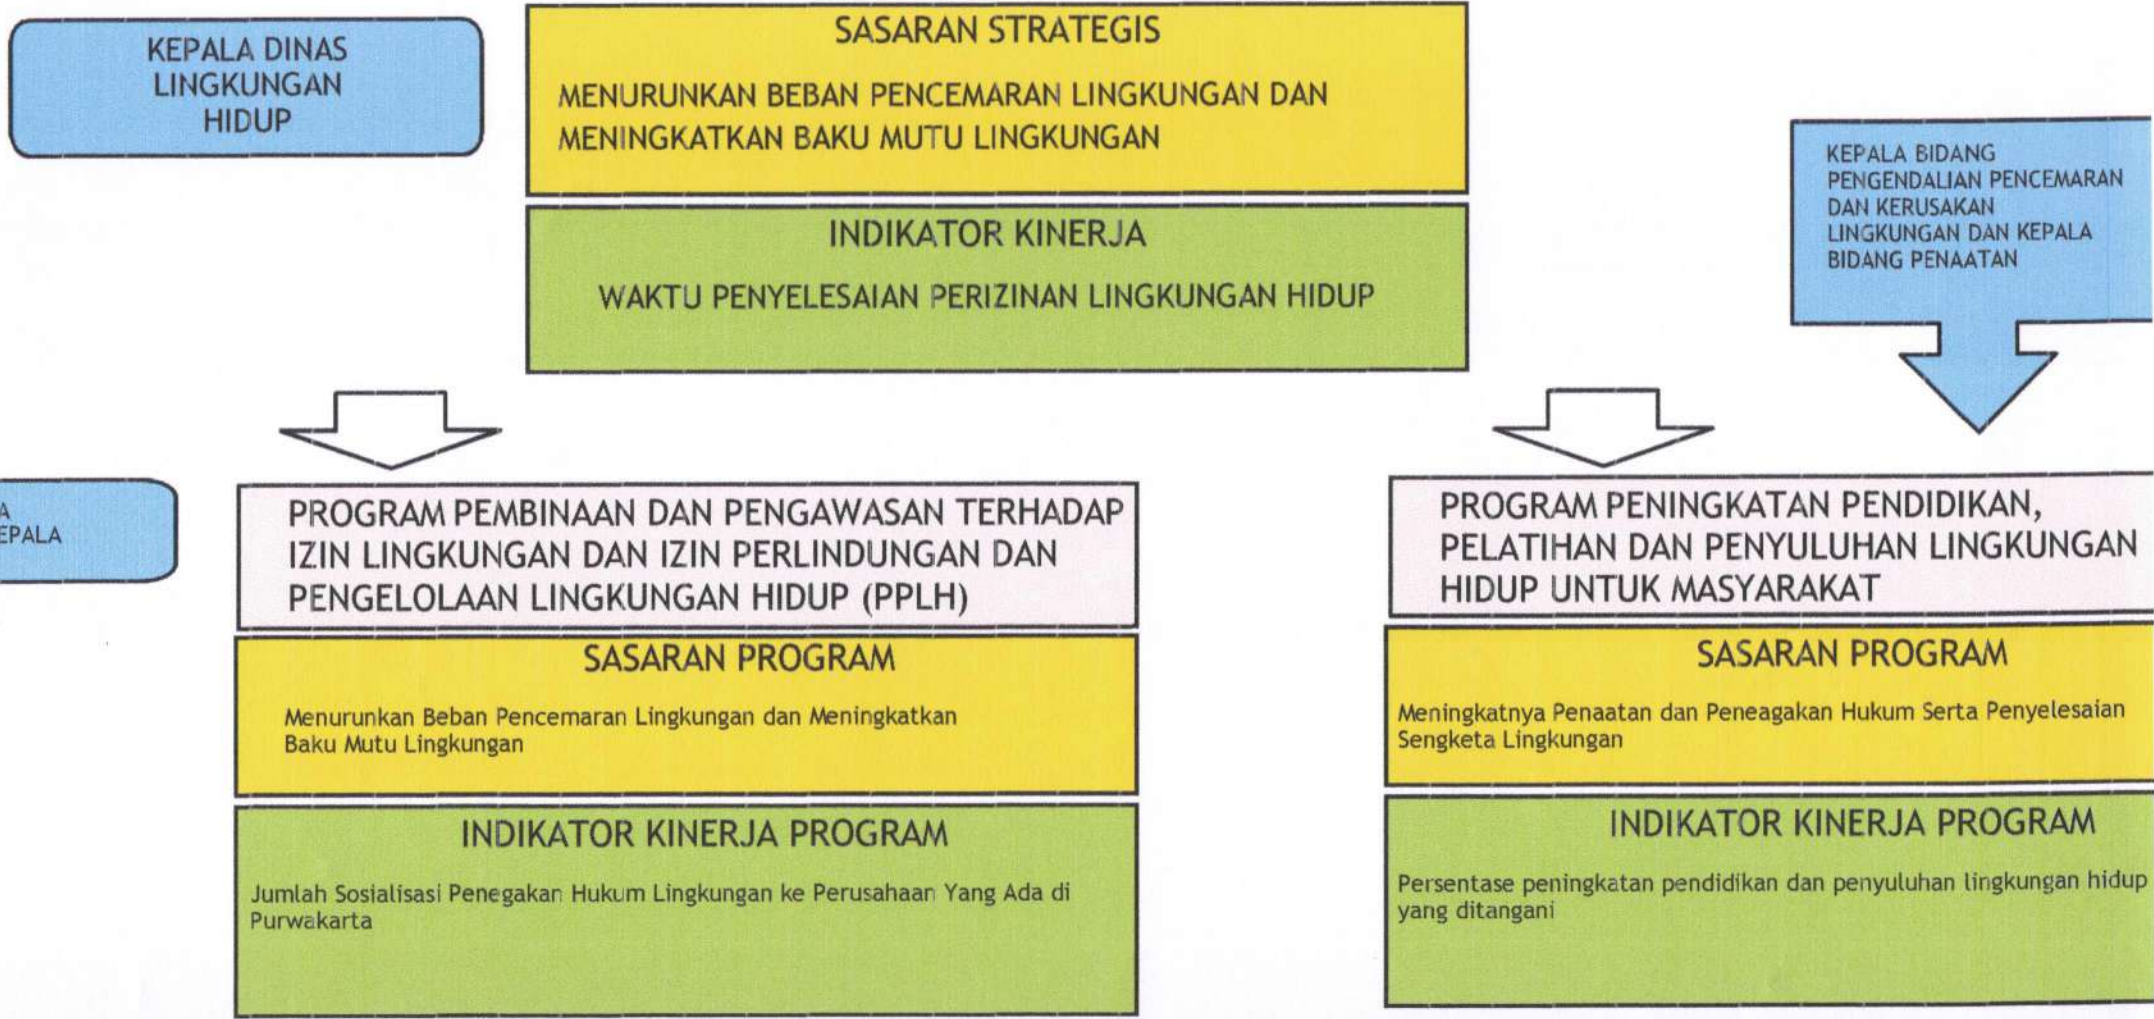 KEPALA DINAS
LINGKUNGAN
HIDUP
SASARAN STRATEGIS
MENURUNKAN BEBAN PENCEMARAN LINGKUNGAN DAN
MENINGKATKAN BAKU MUTU LINGKUNGAN
INDIKATOR KINERJA
WAKTU PENYELESAIAN PERIZINAN LINGKUNGAN HIDUP
KEPALA BIDANG
PENGENDALIAN PENCEMARAN
DAN KERUSAKAN
LINGKUNGAN DAN KEPALA
BIDANG PENAATAN
A
EPALA
PROGRAM PEMBINAAN DAN PENGAWASAN TERHADAP
IZIN LINGKUNGAN DAN IZIN PERLINDUNGAN DAN
PENGELOLAAN LINGKUNGAN HIDUP (PPLH)
SASARAN PROGRAM
Menurunkan Beban Pencemaran Lingkungan dan Meningkatkan
Baku Mutu Lingkungan
INDIKATOR KINERJA PROGRAM
Jumlah Sosialisasi Penegakan Hukum Lingkungan ke Perusahaan Yang Ada di
Purwakarta
PROGRAM PENINGKATAN PENDIDIKAN,
PELATIHAN DAN PENYULUHAN LINGKUNGAN
HIDUP UNTUK MASYARAKAT
SASARAN PROGRAM
Meningkatnya Penaatan dan Peneagakan Hukum Serta Penyelesaian
Sengketa Lingkungan
INDIKATOR KINERJA PROGRAM
Persentase peningkatan pendidikan dan penyuluhan lingkungan hidup
yang ditangani